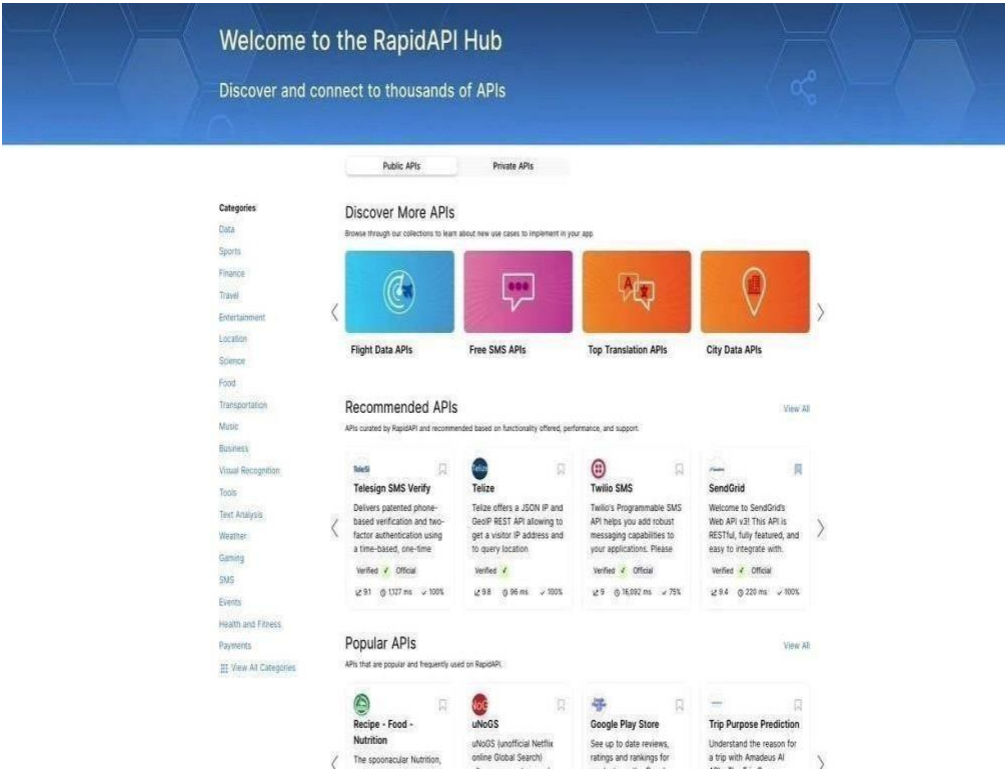 Welcome to the RapidAPI Hub
Discover and connect to thousands of APIs
Public APIs
Private APIs
Categories
Data
Sports
Finance
Travel
Entertainment
Location
Science
Food
Transportation
Music
Business
Visual Recognition
Tools
Text Analysis
Weather
Gaming
SMS
Events
Health and Fitness
Payments
View All Categories
Discover More APIs
Browse through our collections to learn about new use cases to implement in your app
Flight Data APIs
Free SMS APIs
Top Translation APIs
City Data APIs
Recommended APIs
View All
APIs curated by RapidAPI and recommended based on functionality offered, performance, and support.
TeleSi
Telesign SMS Verify
Delivers patented phone-
based verification and two-
factor authentication using
a time-based, one-time
Verified ✓ Official
9.1 1,127 ms ✓ 100%
Telize
Telize
Telize offers a JSON IP and
GeoIP REST API allowing to
get a visitor IP address and
to query location
Verified ✓
9.8 96 ms ✓ 100%
Twilio SMS
Twilio's Programmable SMS
API helps you add robust
messaging capabilities to
your applications. Please
Verified ✓ Official
9 16,092 ms ✓ 75%
SendGrid
Welcome to SendGrid's
Web API v3! This API is
RESTful, fully featured, and
easy to integrate with.
Verified ✓ Official
9.4 220 ms ✓ 100%
Popular APIs
View All
APIs that are popular and frequently used on RapidAPI.
Recipe - Food -
Nutrition
The spoonacular Nutrition,
NoG
uNoGS
uNoGS (unofficial Netflix
online Global Search)
Google Play Store
See up to date reviews,
ratings and rankings for
Trip Purpose Prediction
Understand the reason for
a trip with Amadeus AI